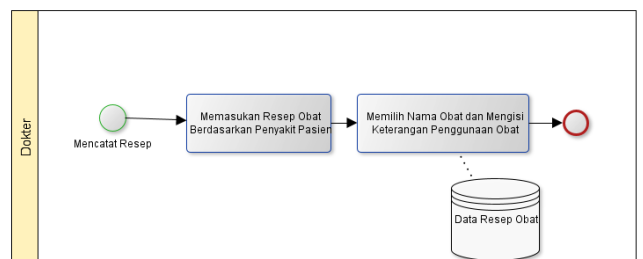 Dokter
Mencatat Resep
Memasukan Resep Obat
Berdasarkan Penyakit Pasien
Memilih Nama Obat dan Mengisi
Keterangan Penggunaan Obat
Data Resep Obat